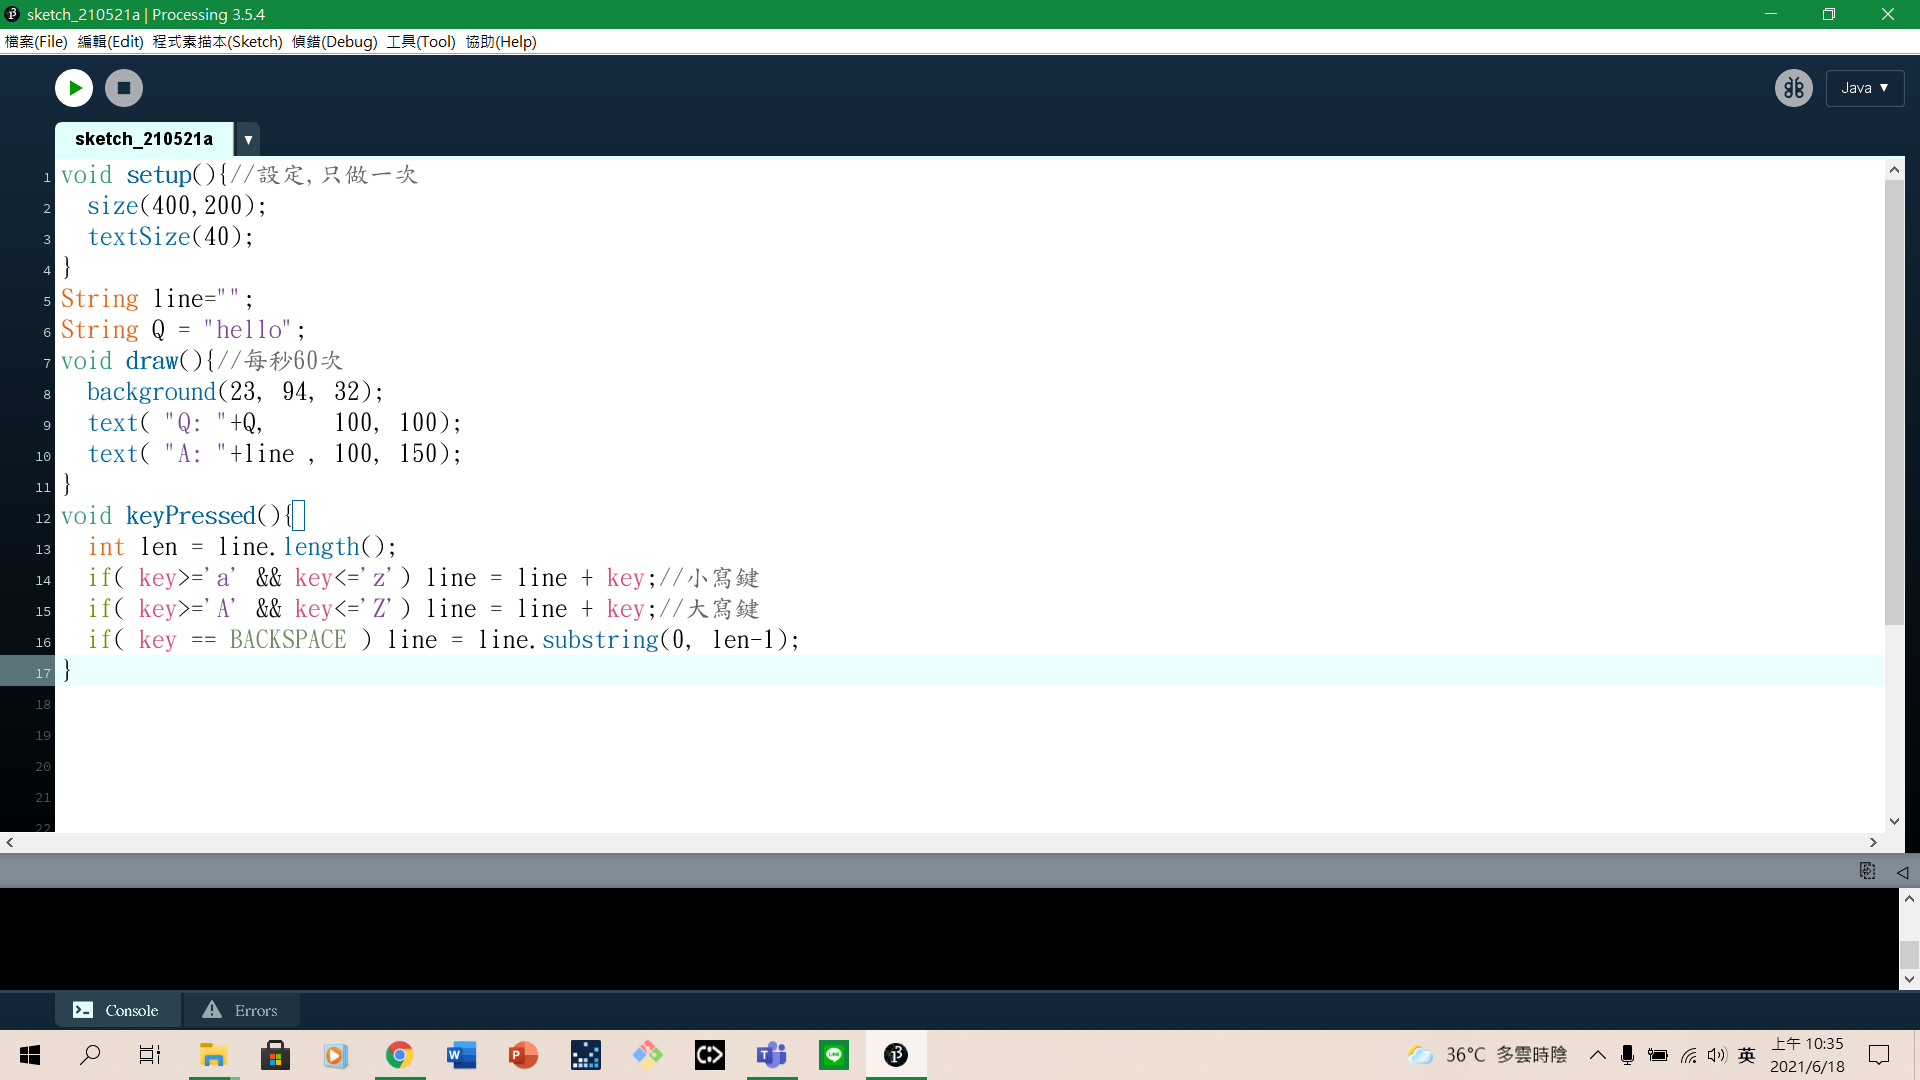 sketch_210521a | Processing 3.5.4
檔案(File) 編輯(Edit) 程式素描本(Sketch) 偵錯(Debug) 工具(Tool) 協助(Help)
Java ▼
sketch_210521a ▼
1 void setup(){//設定,只做一次
2   size(400,200);
3   textSize(40);
4 }
5 String line="";
6 String Q = "hello";
7 void draw(){//每秒60次
8   background(23, 94, 32);
9   text( "Q: "+Q,     100, 100);
10   text( "A: "+line , 100, 150);
11 }
12 void keyPressed(){
13   int len = line.length();
14   if( key>='a' && key<='z') line = line + key;//小寫鍵
15   if( key>='A' && key<='Z') line = line + key;//大寫鍵
16   if( key == BACKSPACE ) line = line.substring(0, len-1);
17 }
18
19
20
21
22
Console Errors
36°C 多雲時陰 英 上午 10:35
2021/6/18